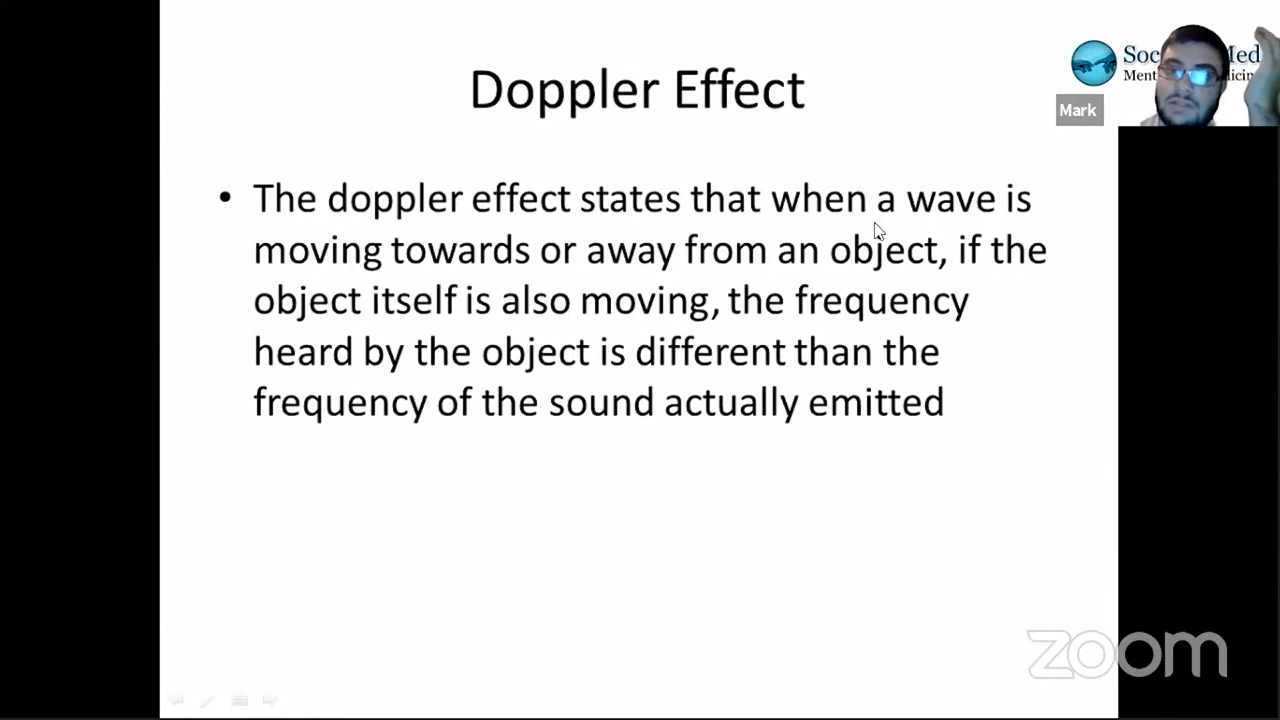 Doppler Effect
Mark
• The doppler effect states that when a wave is
moving towards or away from an object, if the
object itself is also moving, the frequency
heard by the object is different than the
frequency of the sound actually emitted
zoom